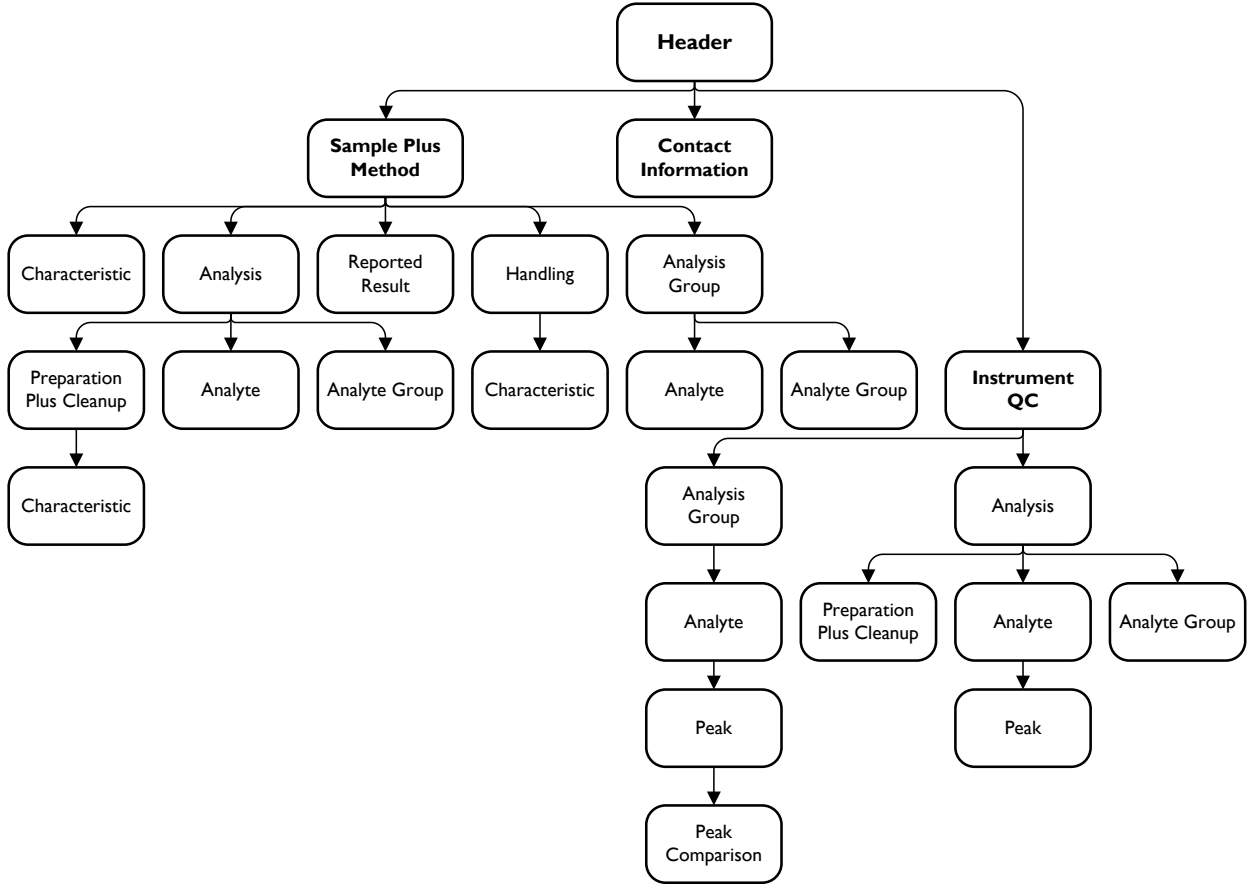 Header
Sample Plus
Method
Contact
Information
Characteristic
Analysis
Reported
Result
Handling
Analysis
Group
Preparation
Plus Cleanup
Analyte
Analyte Group
Characteristic
Analyte
Analyte Group
Instrument
QC
Characteristic
Analysis
Group
Analysis
Analyte
Preparation
Plus Cleanup
Analyte
Analyte Group
Peak
Peak
Peak
Comparison